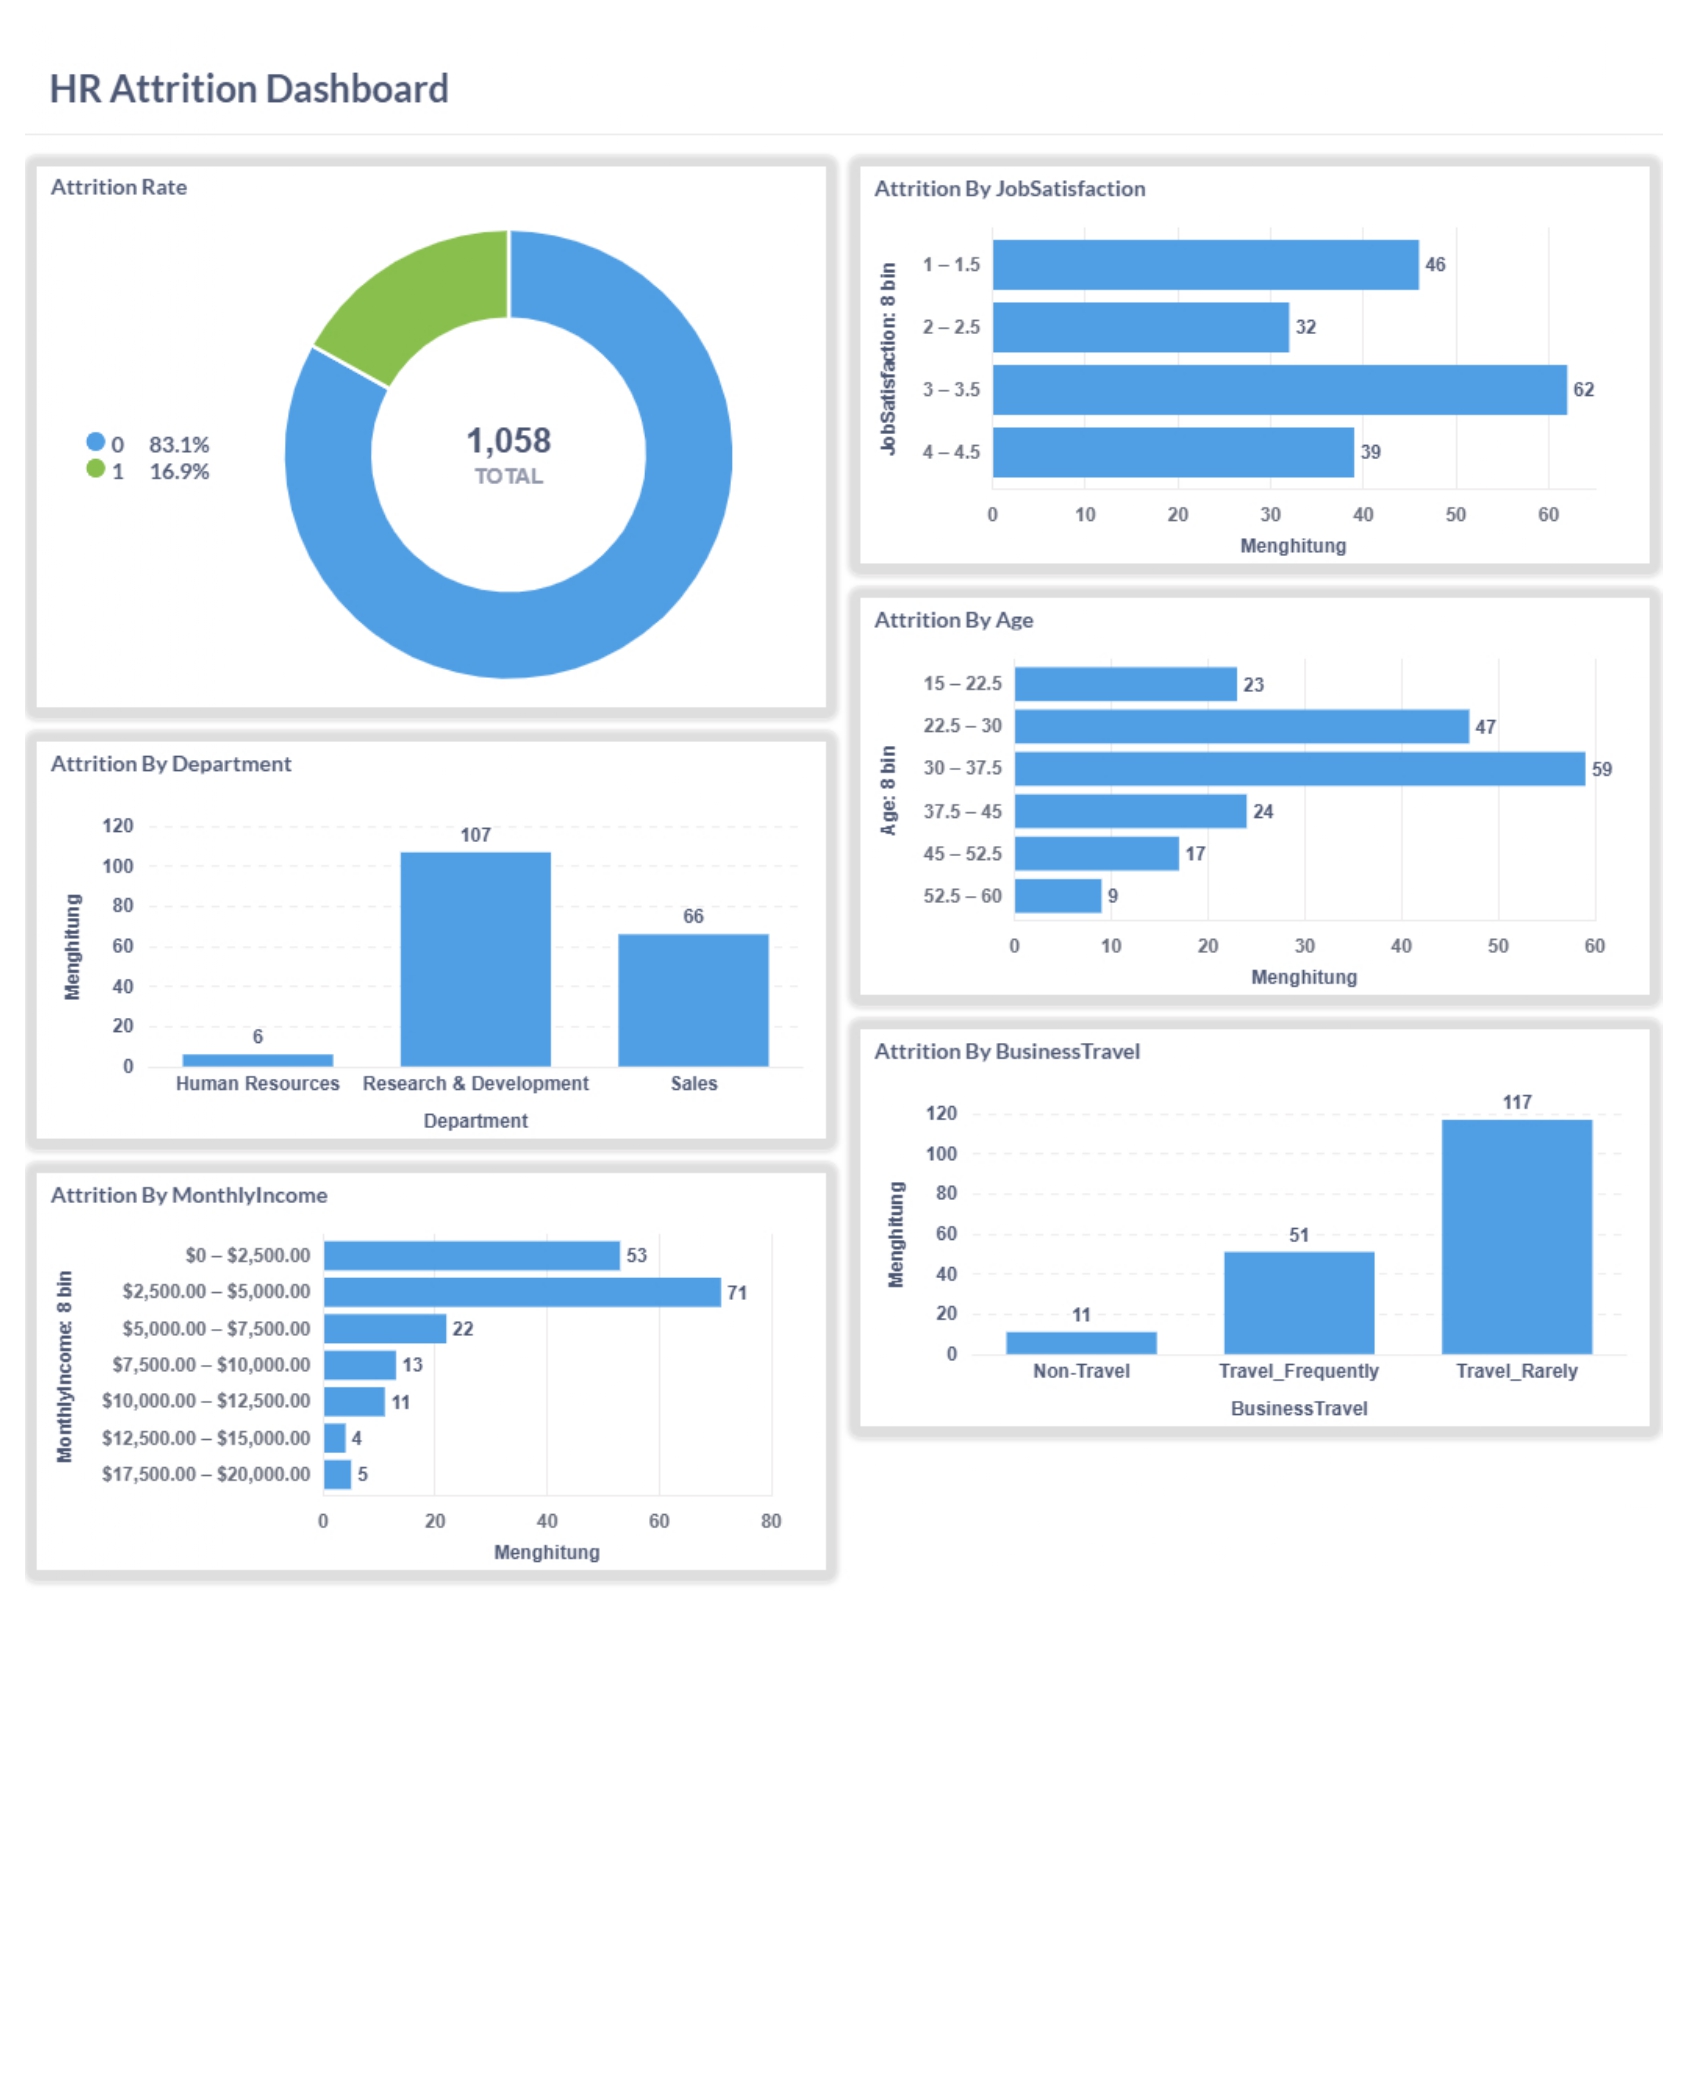 HR Attrition Dashboard
Attrition Rate
0 83.1%
1 16.9%
1,058
TOTAL
Attrition By Department
Menghitung
120
100
80
60
40
20
0
6
107
66
Human Resources Research & Development Sales
Department
Attrition By MonthlyIncome
MonthlyIncome: 8 bin
$0 – $2,500.00 53
$2,500.00 – $5,000.00 71
$5,000.00 – $7,500.00 22
$7,500.00 – $10,000.00 13
$10,000.00 – $12,500.00 11
$12,500.00 – $15,000.00 4
$17,500.00 – $20,000.00 5
0 20 40 60 80
Menghitung
Attrition By JobSatisfaction
JobSatisfaction: 8 bin
1 – 1.5 46
2 – 2.5 32
3 – 3.5 62
4 – 4.5 39
0 10 20 30 40 50 60
Menghitung
Attrition By Age
Age: 8 bin
15 – 22.5 23
22.5 – 30 47
30 – 37.5 59
37.5 – 45 24
45 – 52.5 17
52.5 – 60 9
0 10 20 30 40 50 60
Menghitung
Attrition By BusinessTravel
Menghitung
120
100
80
60
40
20
0
11
51
117
Non-Travel Travel_Frequently Travel_Rarely
BusinessTravel